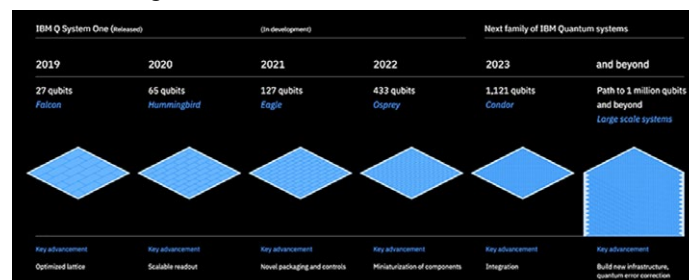 IBM Q System One (Released)
(In development)
Next family of IBM Quantum systems
2019
2020
2021
2022
2023
and beyond
27 qubits
Falcon
65 qubits
Hummingbird
127 qubits
Eagle
433 qubits
Osprey
1,121 qubits
Condor
Path to 1 million qubits
and beyond
Large scale systems
Key advancement
Optimized lattice
Key advancement
Scalable readout
Key advancement
Novel packaging and controls
Key advancement
Miniaturization of components
Key advancement
Integration
Key advancement
Build new infrastructure,
quantum error correction